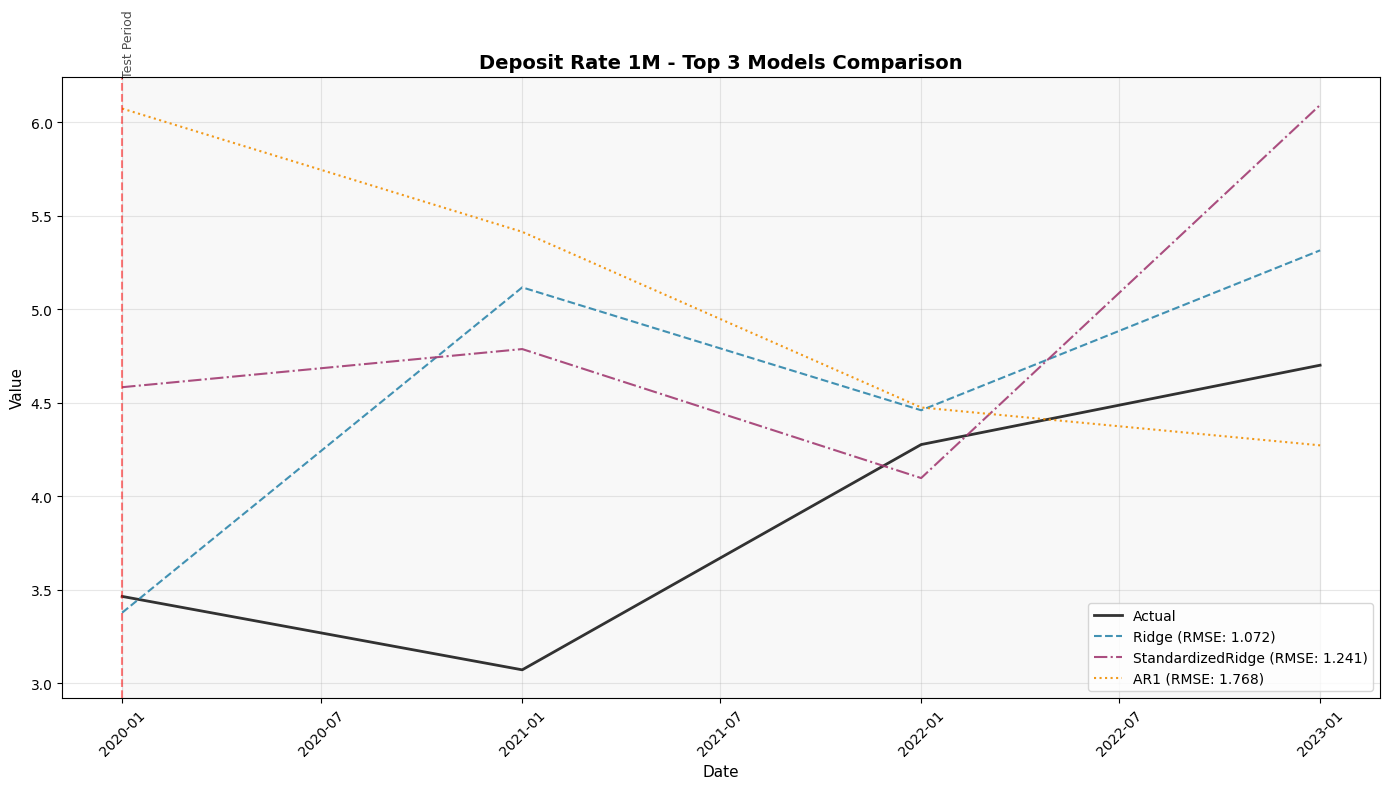 Test Period
Deposit Rate 1M - Top 3 Models Comparison
Value
6.0
5.5
5.0
4.5
4.0
3.5
3.0
Actual
Ridge (RMSE: 1.072)
StandardizedRidge (RMSE: 1.241)
AR1 (RMSE: 1.768)
2020-01
2020-07
2021-01
2021-07
2022-01
2022-07
2023-01
Date